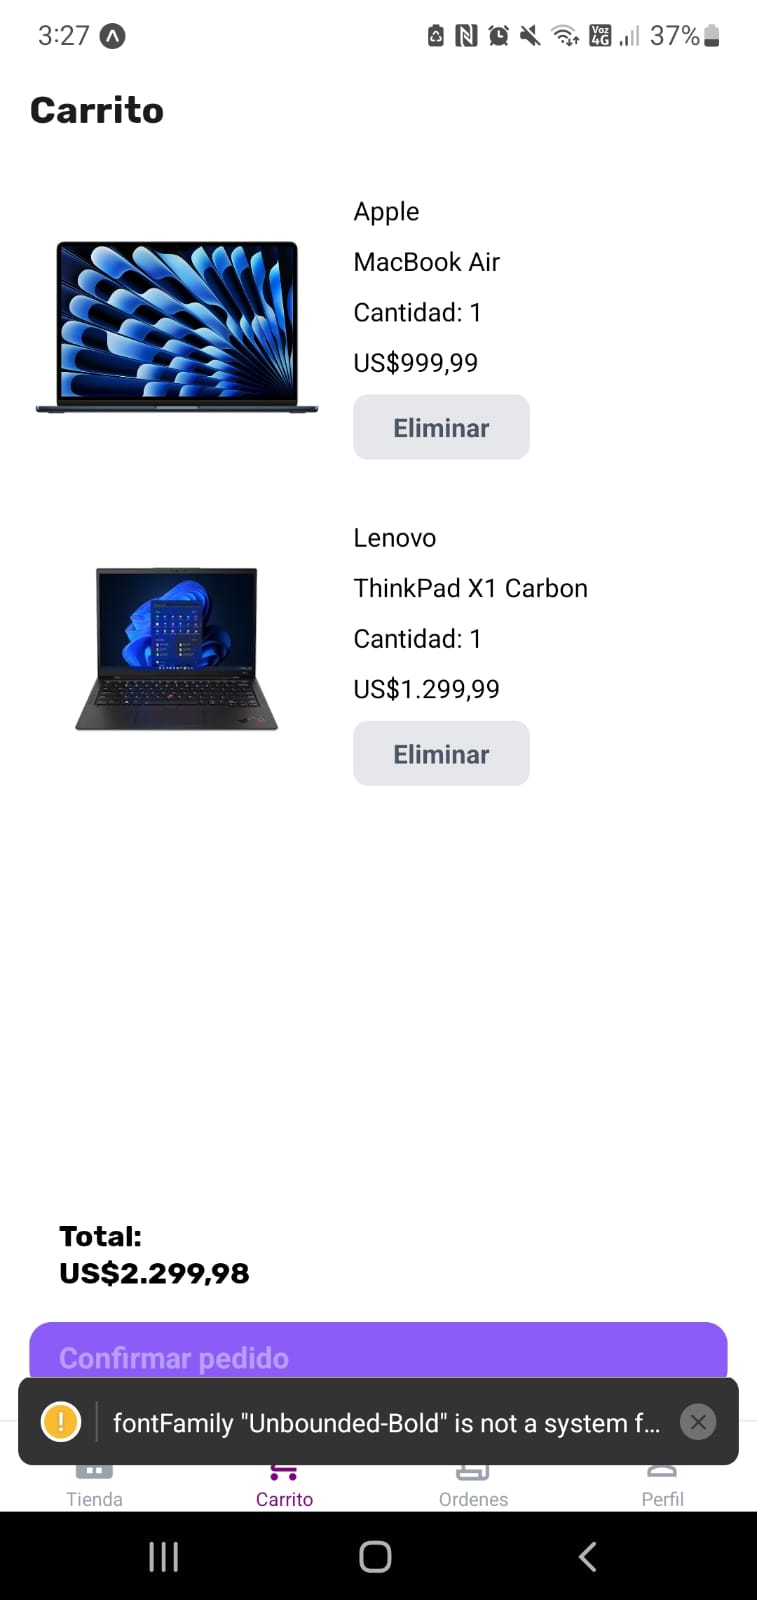 3:27
Voz
4G
37%
Carrito
Apple
MacBook Air
Cantidad: 1
US$999,99
Eliminar
Lenovo
ThinkPad X1 Carbon
Cantidad: 1
US$1.299,99
Eliminar
Total:
US$2.299,98
Confirmar pedido
fontFamily "Unbounded-Bold" is not a system f...
Tienda
Carrito
Ordenes
Perfil